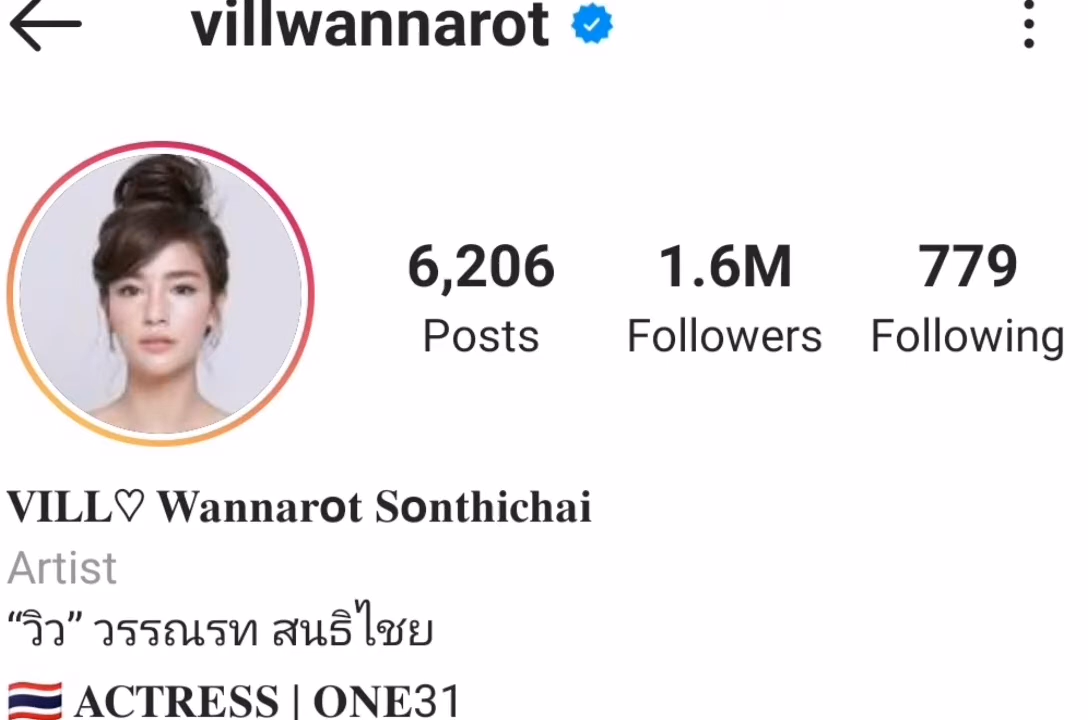 villwannarot
6,206 1.6M 779
Posts Followers Following
VILL♡ Wannarot Sonthichai
Artist
“วิว” วรรณรท สนธิไชย
🇹🇭 ACTRESS | ONE31